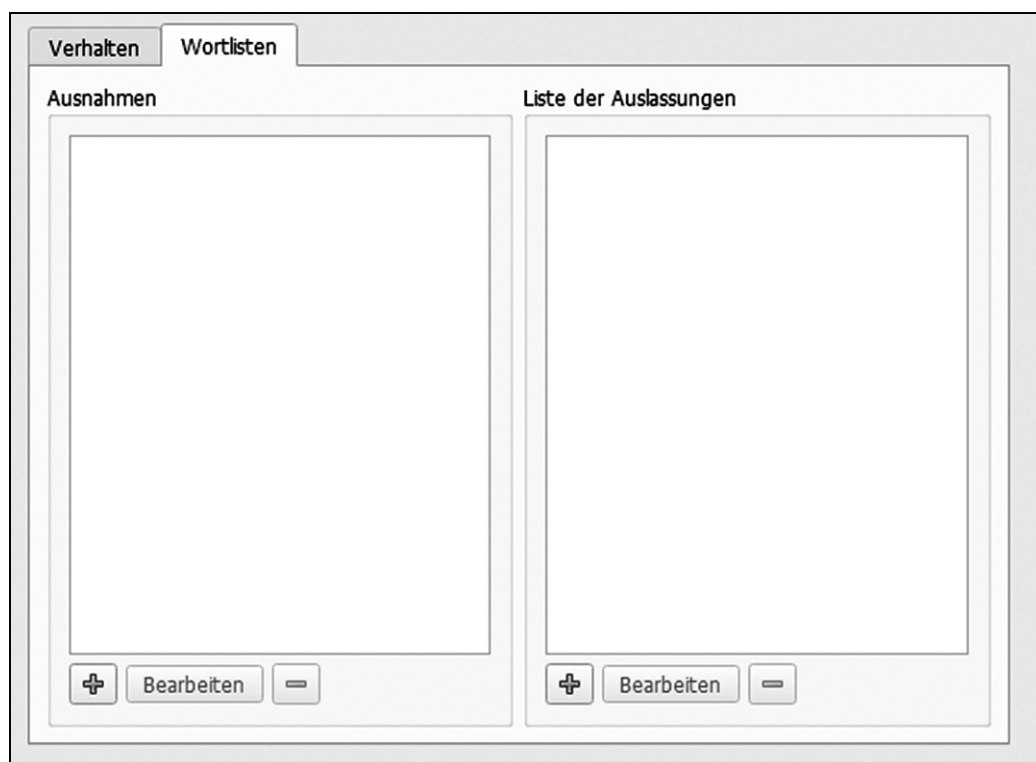 Verhalten Wortlisten
Ausnahmen
Liste der Auslassungen
Bearbeiten
Bearbeiten